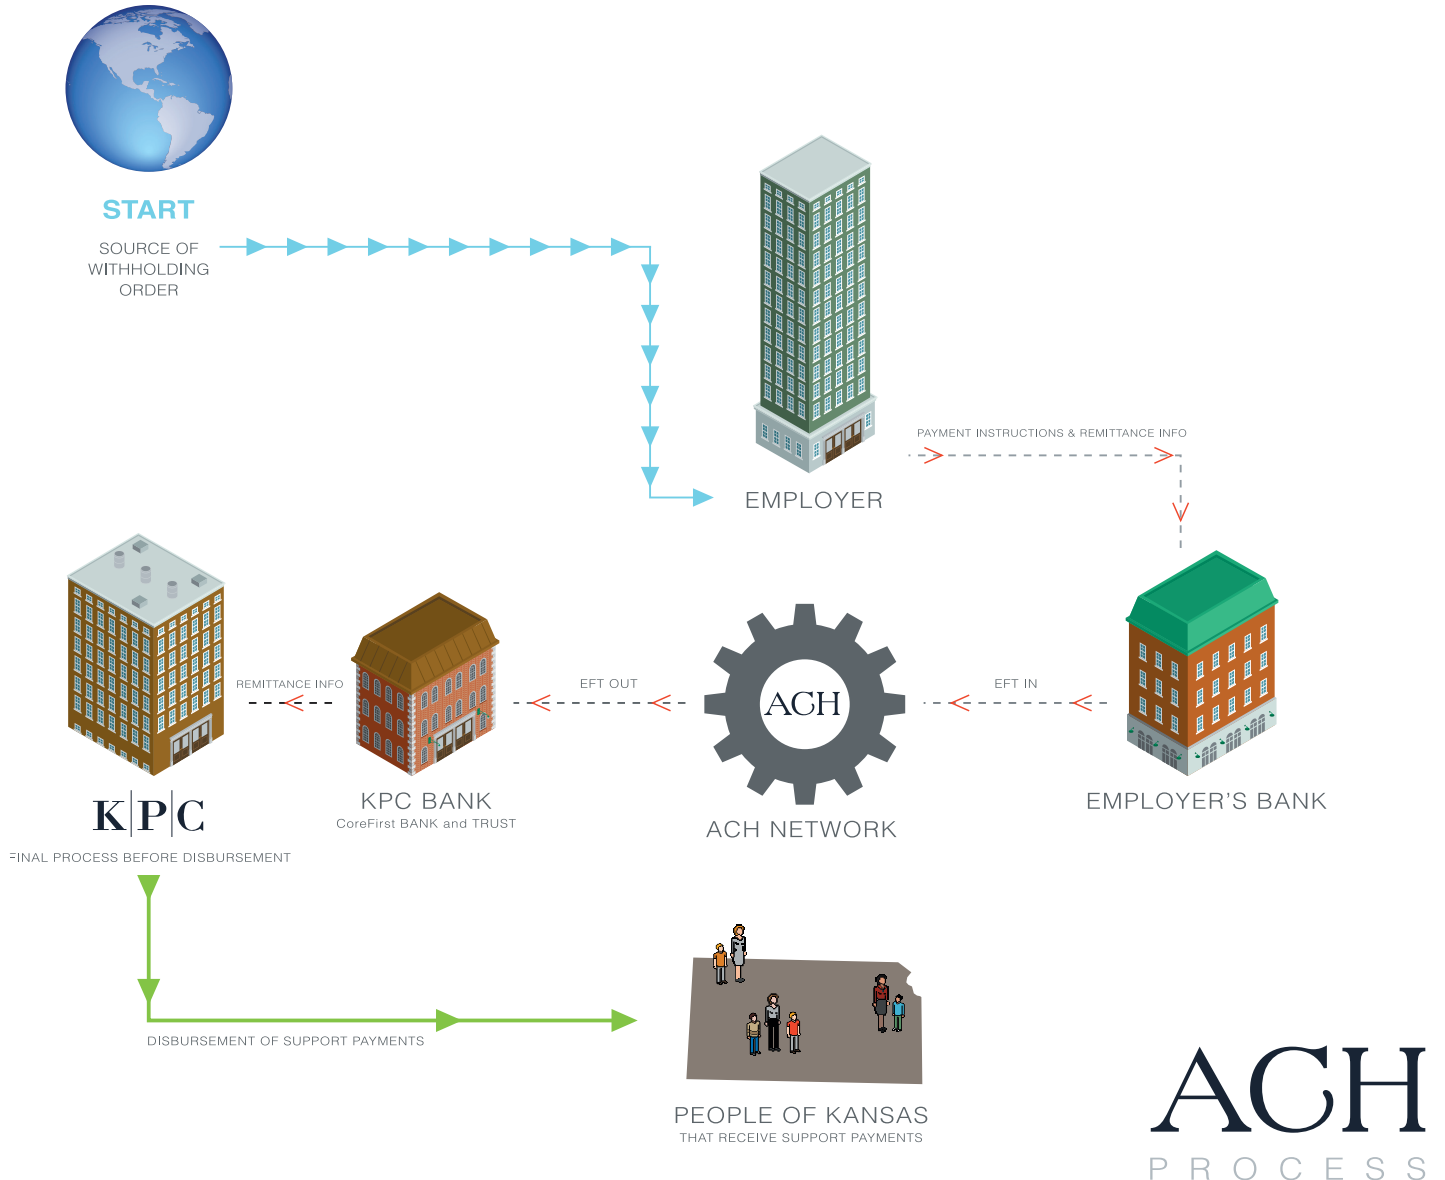 START
SOURCE OF
WITHHOLDING
ORDER
PAYMENT INSTRUCTIONS & REMITTANCE INFO
EMPLOYER
REMITTANCE INFO
EFT OUT
ACH
EFT IN
KPC BANK
CoreFirst BANK and TRUST
ACH NETWORK
EMPLOYER'S BANK
K|P|C
FINAL PROCESS BEFORE DISBURSEMENT
DISBURSEMENT OF SUPPORT PAYMENTS
PEOPLE OF KANSAS
THAT RECEIVE SUPPORT PAYMENTS
ACH
PROCESS